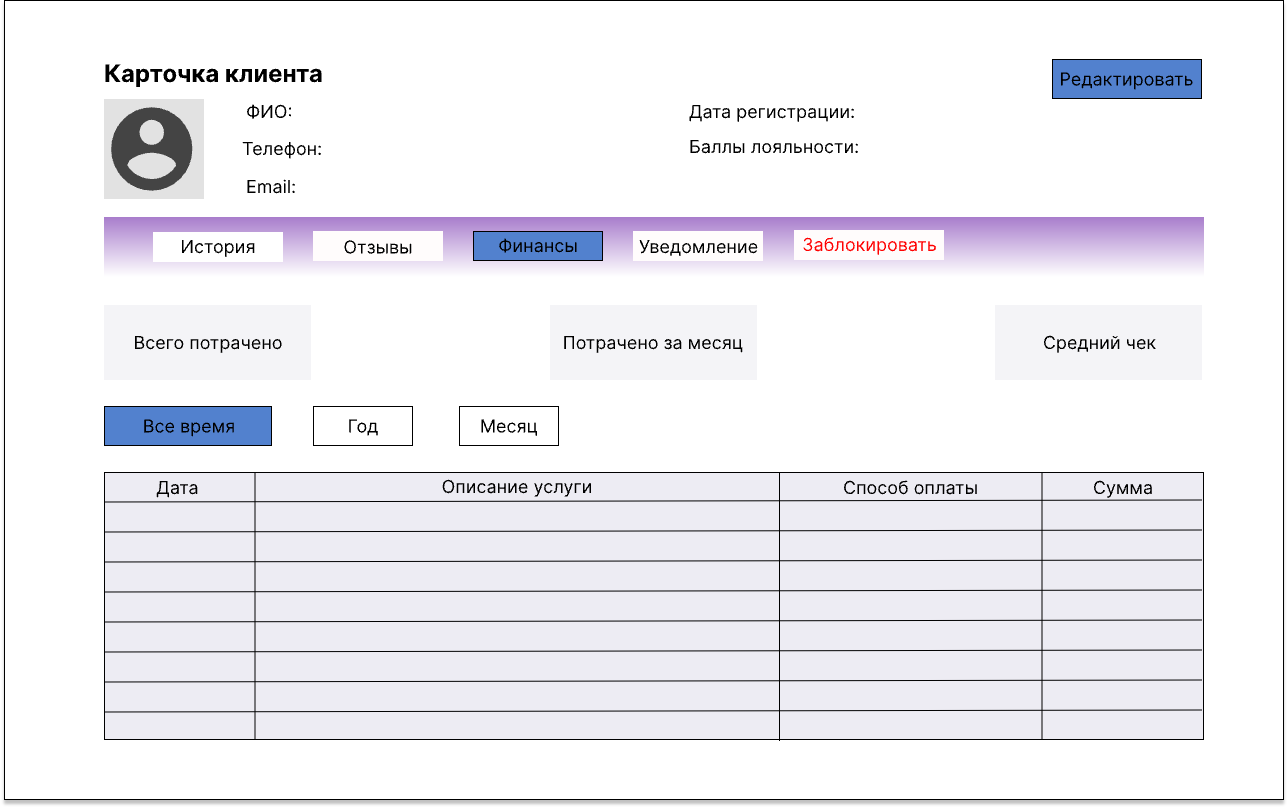 Карточка клиента
Редактировать
ФИО:
Дата регистрации:
Телефон:
Баллы лояльности:
Email:
История Отзывы Финансы Уведомление Заблокировать
Всего потрачено Потрачено за месяц Средний чек
Все время Год Месяц
Дата Описание услуги Способ оплаты Сумма